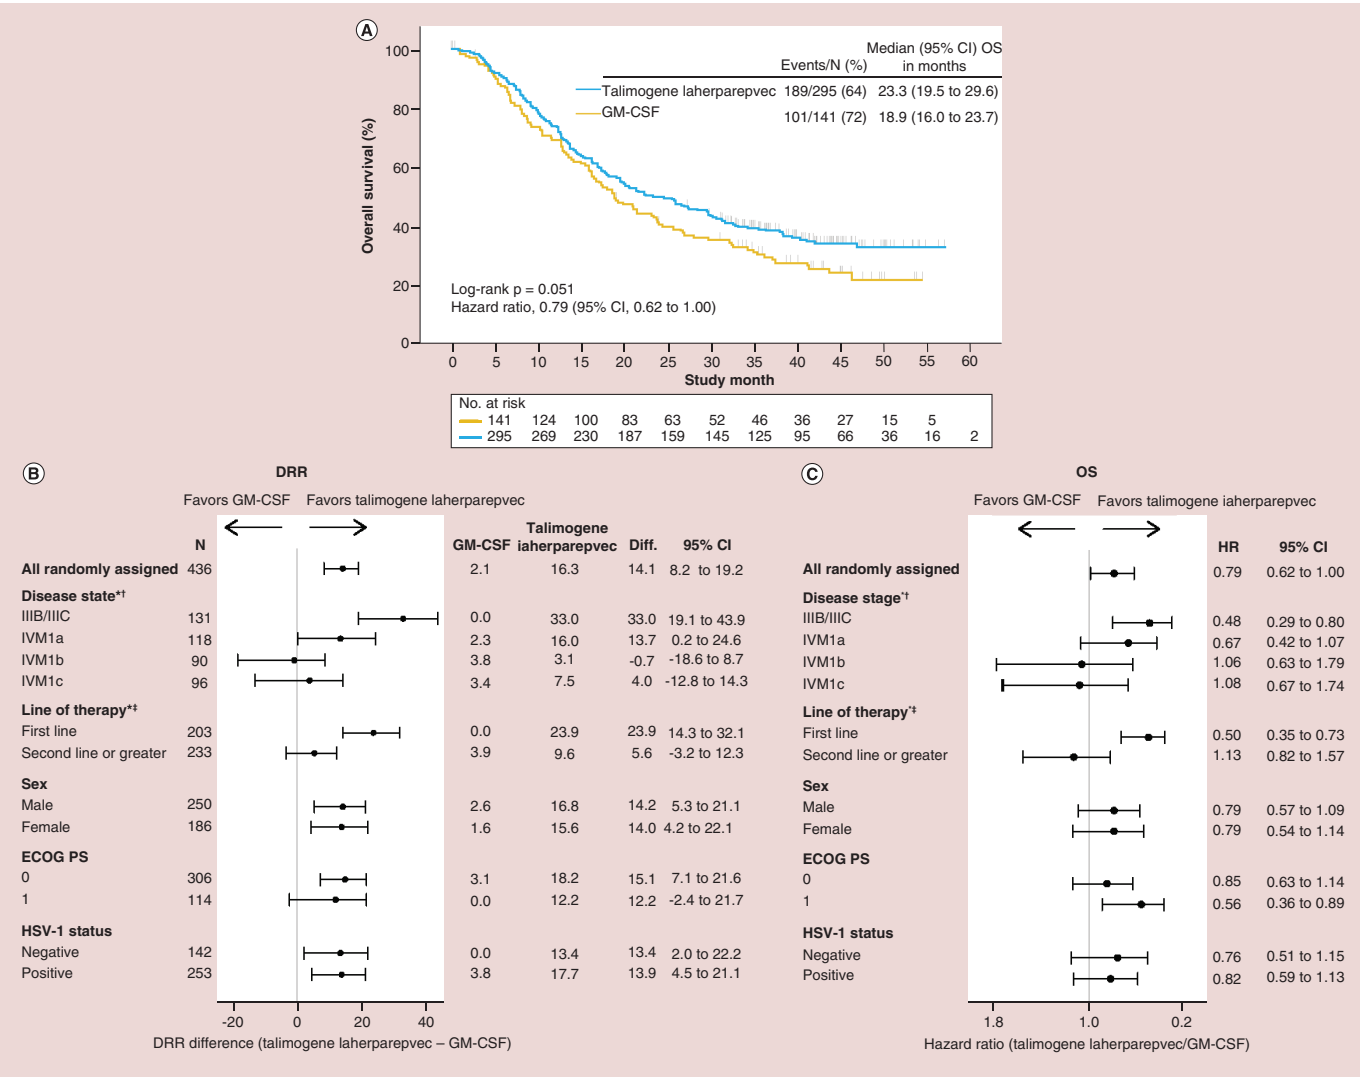 A
Median (95% CI) OS
Events/N (%) in months
Talimogene laherparepvec 189/295 (64) 23.3 (19.5 to 29.6)
GM-CSF 101/141 (72) 18.9 (16.0 to 23.7)
Overall survival (%)
100
80
60
40
20
0
Log-rank p = 0.051
Hazard ratio, 0.79 (95% CI, 0.62 to 1.00)
0 5 10 15 20 25 30 35 40 45 50 55 60
Study month
No. at risk
141 124 100 83 63 52 46 36 27 15 5
295 269 230 187 159 145 125 95 66 36 16 2
B
DRR
Favors GM-CSF Favors talimogene laherparepvec
Talimogene
N GM-CSF iaherparepvec Diff. 95% CI
All randomly assigned 436 2.1 16.3 14.1 8.2 to 19.2
Disease state*†
IIIB/IIIC 131 0.0 33.0 33.0 19.1 to 43.9
IVM1a 118 2.3 16.0 13.7 0.2 to 24.6
IVM1b 90 3.8 3.1 -0.7 -18.6 to 8.7
IVM1c 96 3.4 7.5 4.0 -12.8 to 14.3
Line of therapy*‡
First line 203 0.0 23.9 23.9 14.3 to 32.1
Second line or greater 233 3.9 9.6 5.6 -3.2 to 12.3
Sex
Male 250 2.6 16.8 14.2 5.3 to 21.1
Female 186 1.6 15.6 14.0 4.2 to 22.1
ECOG PS
0 306 3.1 18.2 15.1 7.1 to 21.6
1 114 0.0 12.2 12.2 -2.4 to 21.7
HSV-1 status
Negative 142 0.0 13.4 13.4 2.0 to 22.2
Positive 253 3.8 17.7 13.9 4.5 to 21.1
-20 0 20 40
DRR difference (talimogene laherparepvec – GM-CSF)
C
OS
Favors GM-CSF Favors talimogene iaherparepvec
HR 95% CI
All randomly assigned 0.79 0.62 to 1.00
Disease stage*†
IIIB/IIIC 0.48 0.29 to 0.80
IVM1a 0.67 0.42 to 1.07
IVM1b 1.06 0.63 to 1.79
IVM1c 1.08 0.67 to 1.74
Line of therapy*‡
First line 0.50 0.35 to 0.73
Second line or greater 1.13 0.82 to 1.57
Sex
Male 0.79 0.57 to 1.09
Female 0.79 0.54 to 1.14
ECOG PS
0 0.85 0.63 to 1.14
1 0.56 0.36 to 0.89
HSV-1 status
Negative 0.76 0.51 to 1.15
Positive 0.82 0.59 to 1.13
1.8 1.0 0.2
Hazard ratio (talimogene laherparepvec/GM-CSF)